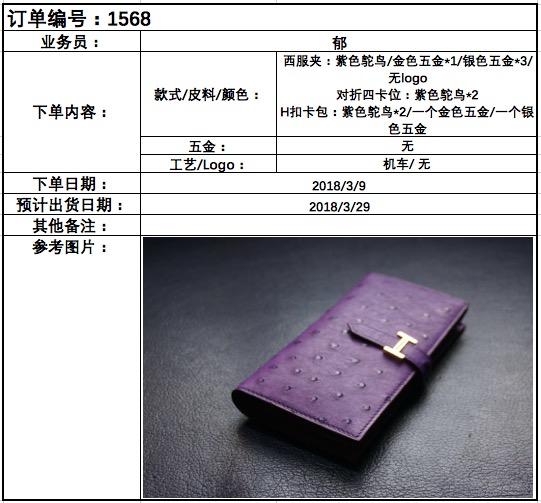 订单编号：1568
业务员：
郁
下单内容：
款式/皮料/颜色：
西服夹：紫色鸵鸟/金色五金*1/银色五金*3/
无logo
对折四卡位：紫色鸵鸟*2
H扣卡包：紫色鸵鸟*2/一个金色五金/一个银
色五金
五金：
无
工艺/Logo：
机车/ 无
下单日期：
2018/3/9
预计出货日期：
2018/3/29
其他备注：
参考图片：